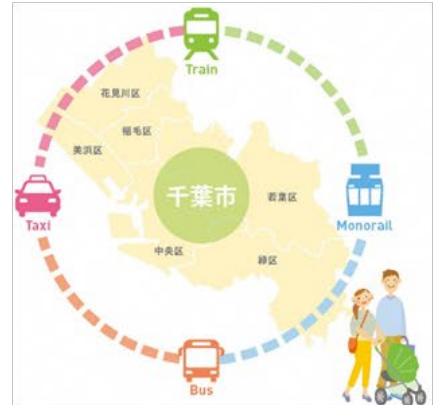 Train
花見川区
稲毛区
美浜区
千葉市
若葉区
Taxi
Monorail
中央区
緑区
Bus